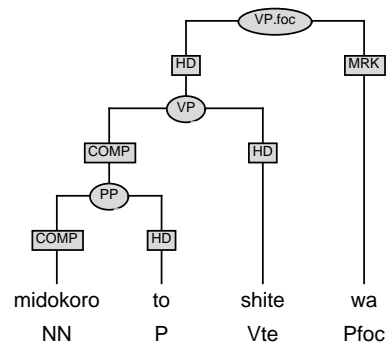 VP.foc
HD MRK
VP
COMP HD
PP
COMP HD
midokoro to shite wa
NN P Vte Pfoc